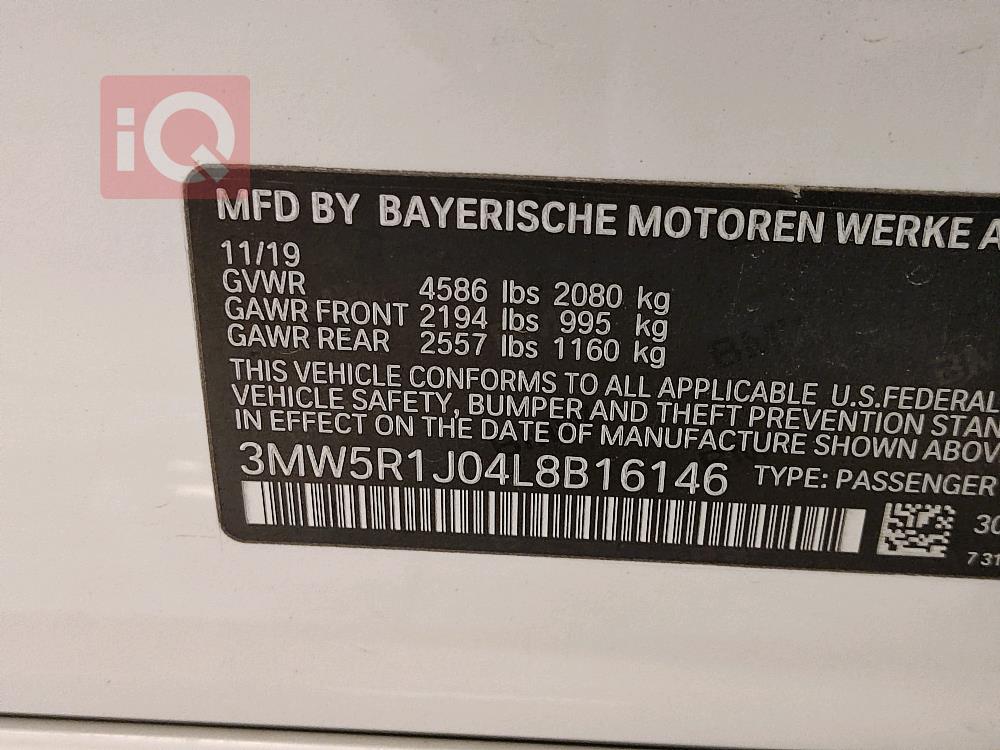 iQ
MFD BY BAYERISCHE MOTOREN WERKE A
11/19
GVWR 4586 lbs 2080 kg
GAWR FRONT 2194 lbs 995 kg
GAWR REAR 2557 lbs 1160 kg
THIS VEHICLE CONFORMS TO ALL APPLICABLE U.S.FEDERAL
VEHICLE SAFETY, BUMPER AND THEFT PREVENTION STAN
IN EFFECT ON THE DATE OF MANUFACTURE SHOWN ABOV
3MW5R1J04L8B16146 TYPE: PASSENGER
30
731